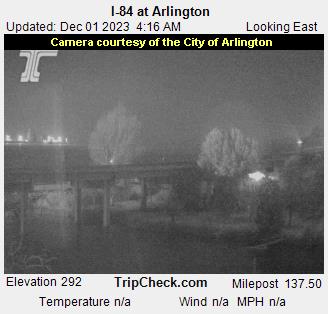 I-84 at Arlington
Updated: Dec 01 2023 4:16 AM Looking East
Camera courtesy of the City of Arlington
Elevation 292 TripCheck.com Milepost 137.50
Temperature n/a Wind n/a MPH n/a